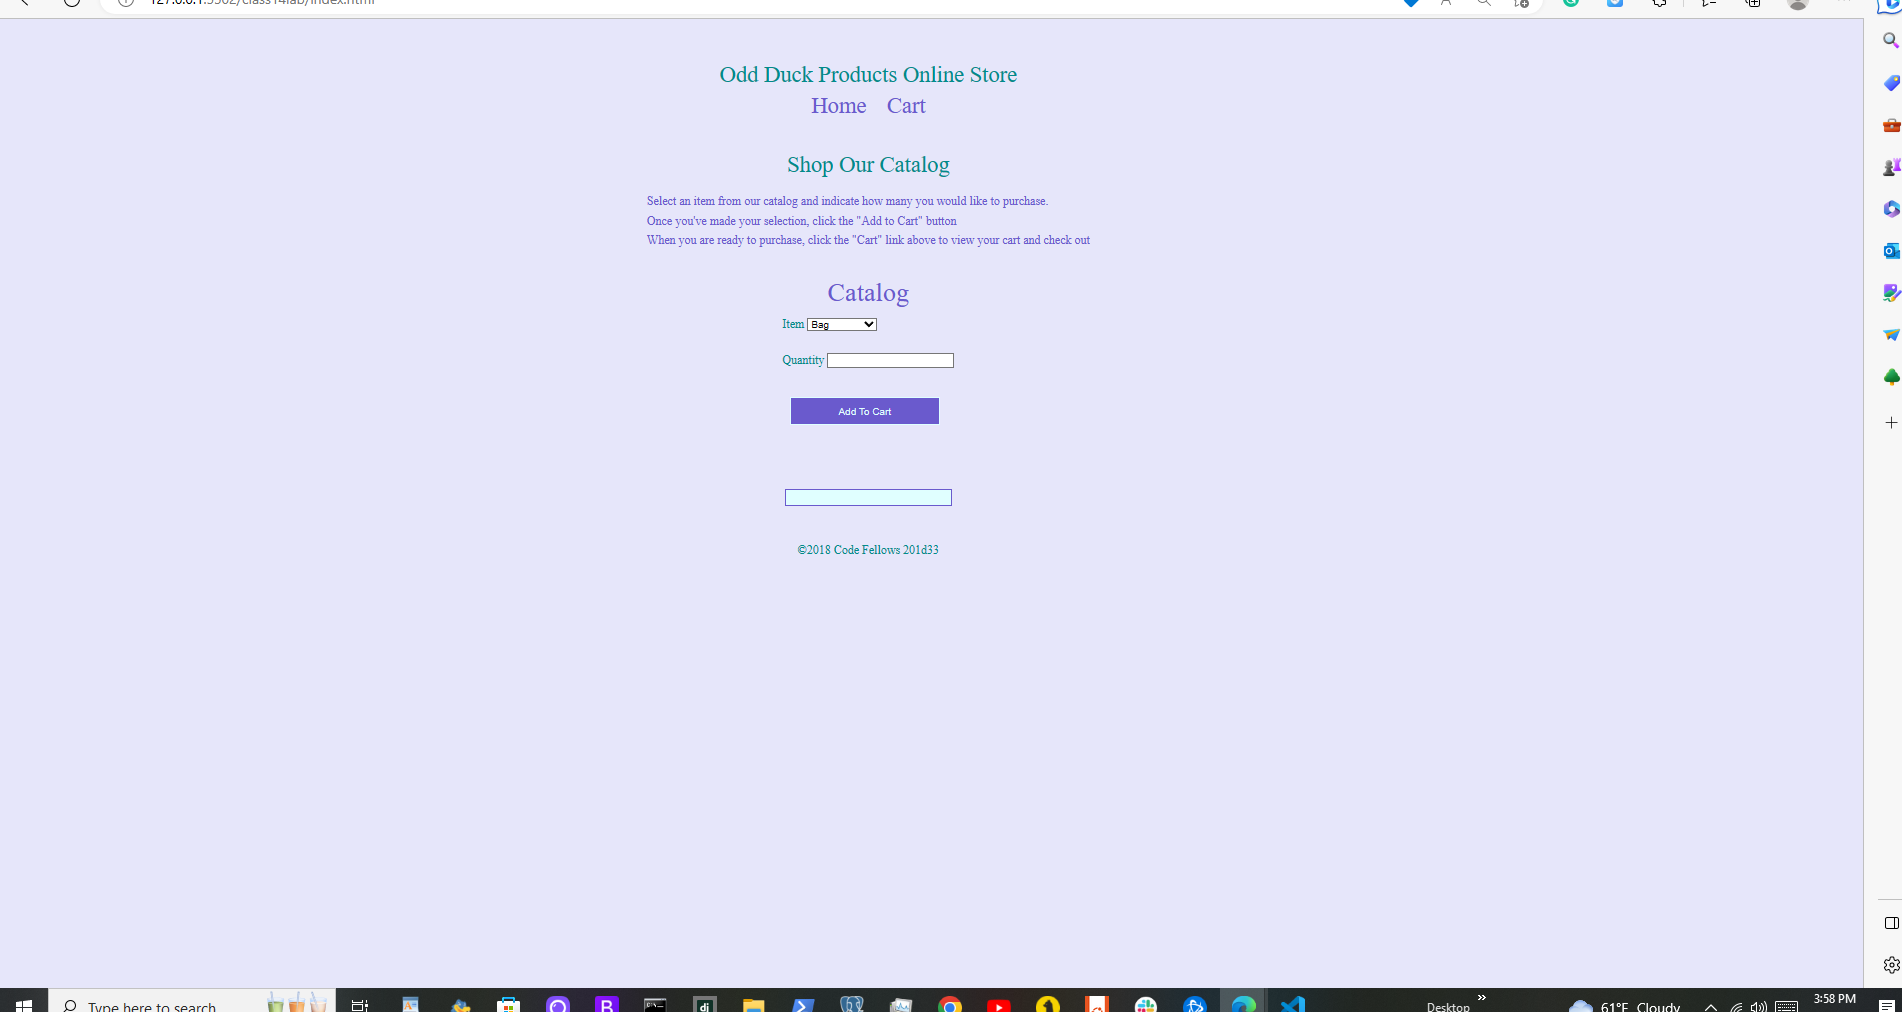 127.0.0.1:5502/class14lab/index.html
Odd Duck Products Online Store
Home Cart
Shop Our Catalog
Select an item from our catalog and indicate how many you would like to purchase.
Once you've made your selection, click the "Add to Cart" button
When you are ready to purchase, click the "Cart" link above to view your cart and check out
Catalog
Item Bag
Quantity
Add To Cart
©2018 Code Fellows 201d33
Type here to search
Desktop
61°F Cloudy
3:58 PM